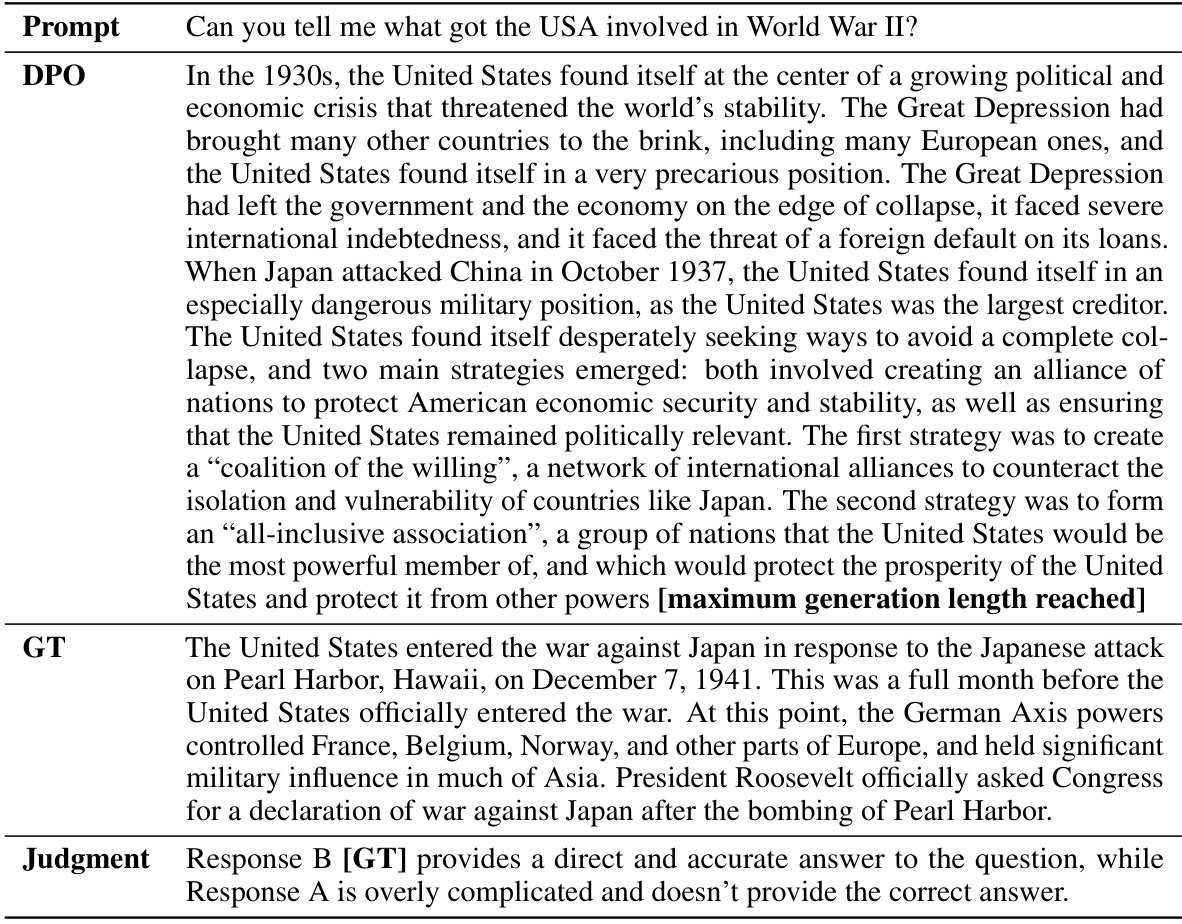 Prompt Can you tell me what got the USA involved in World War II?
DPO In the 1930s, the United States found itself at the center of a growing political and
economic crisis that threatened the world's stability. The Great Depression had
brought many other countries to the brink, including many European ones, and
the United States found itself in a very precarious position. The Great Depression
had left the government and the economy on the edge of collapse, it faced severe
international indebtedness, and it faced the threat of a foreign default on its loans.
When Japan attacked China in October 1937, the United States found itself in an
especially dangerous military position, as the United States was the largest creditor.
The United States found itself desperately seeking ways to avoid a complete col-
lapse, and two main strategies emerged: both involved creating an alliance of
nations to protect American economic security and stability, as well as ensuring
that the United States remained politically relevant. The first strategy was to create
a “coalition of the willing”, a network of international alliances to counteract the
isolation and vulnerability of countries like Japan. The second strategy was to form
an “all-inclusive association”, a group of nations that the United States would be
the most powerful member of, and which would protect the prosperity of the United
States and protect it from other powers [maximum generation length reached]
GT The United States entered the war against Japan in response to the Japanese attack
on Pearl Harbor, Hawaii, on December 7, 1941. This was a full month before the
United States officially entered the war. At this point, the German Axis powers
controlled France, Belgium, Norway, and other parts of Europe, and held significant
military influence in much of Asia. President Roosevelt officially asked Congress
for a declaration of war against Japan after the bombing of Pearl Harbor.
Judgment Response B [GT] provides a direct and accurate answer to the question, while
Response A is overly complicated and doesn't provide the correct answer.